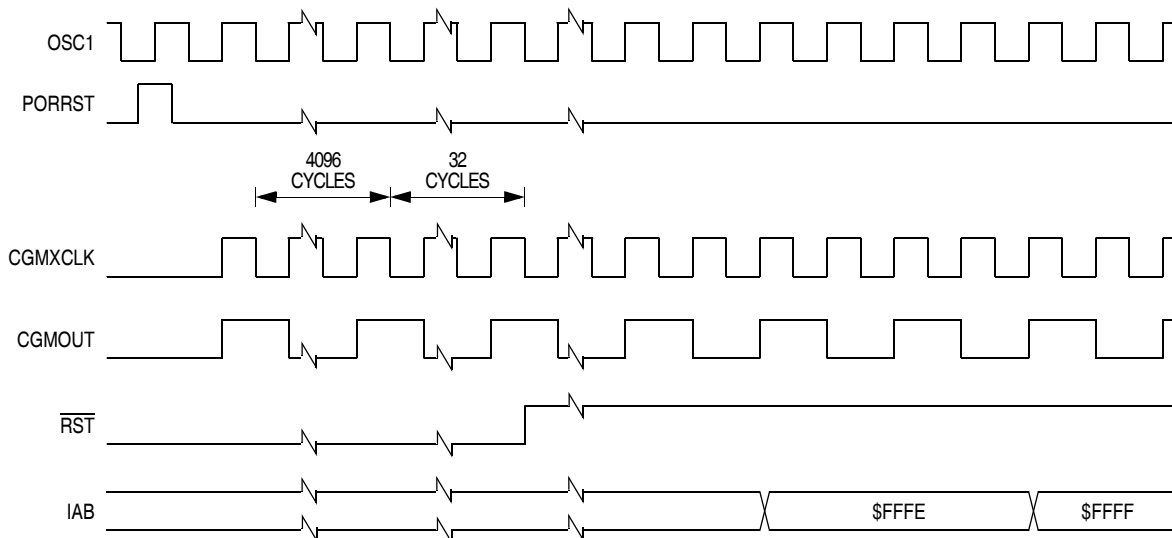 OSC1
PORRST
4096
CYCLES
32
CYCLES
CGMXCLK
CGMOUT
RST
IAB
$FFFE
$FFFF